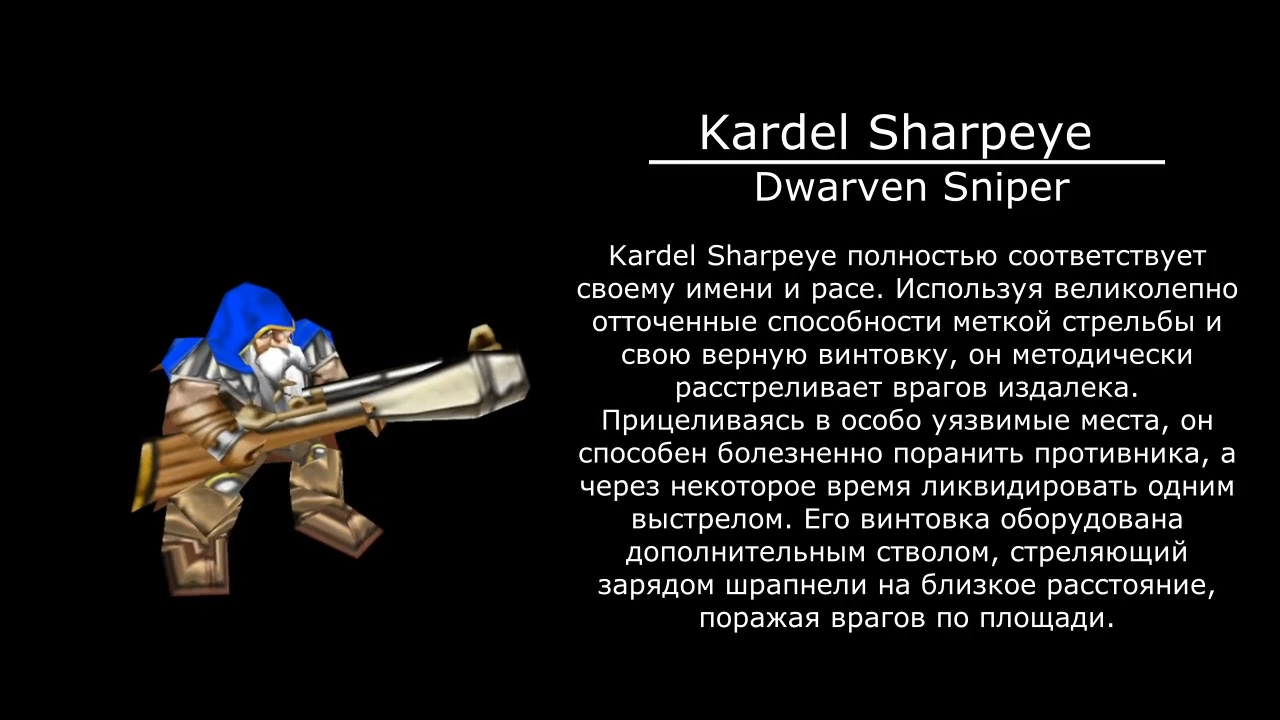 Kardel Sharpeye
Dwarven Sniper
Kardel Sharpeye полностью соответствует
своему имени и расе. Используя великолепно
отточенные способности меткой стрельбы и
свою верную винтовку, он методически
расстреливает врагов издалека.
Прицеливаясь в особо уязвимые места, он
способен болезненно поранить противника, а
через некоторое время ликвидировать одним
выстрелом. Его винтовка оборудована
дополнительным стволом, стреляющий
зарядом шрапнели на близкое расстояние,
поражая врагов по площади.